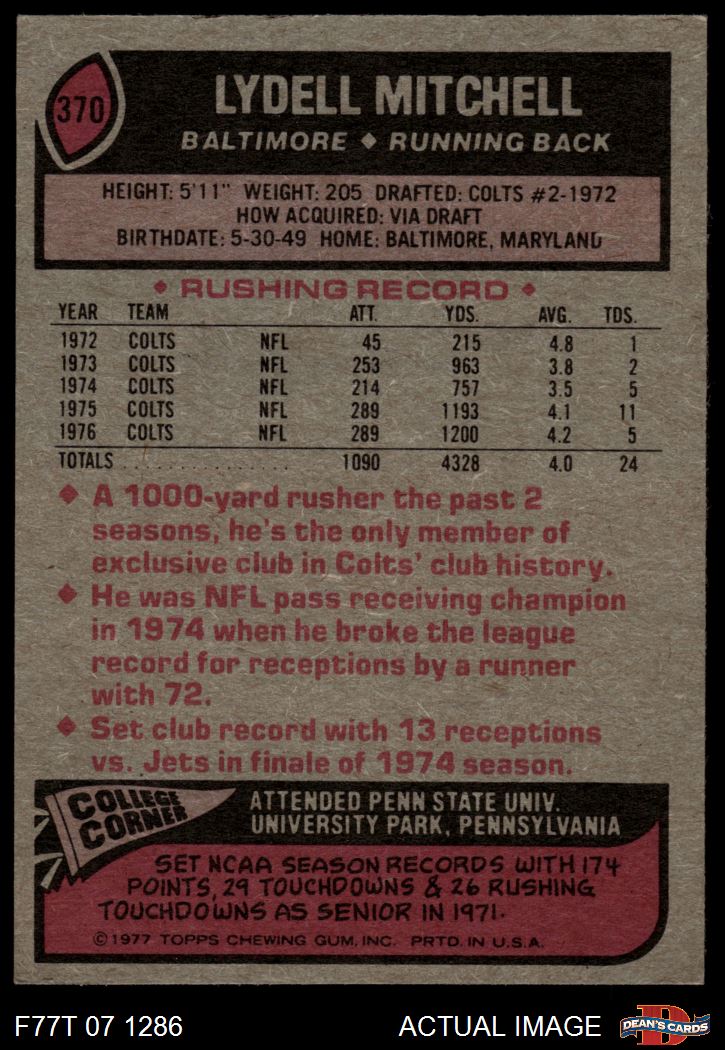 370
LYDELL MITCHELL
BALTIMORE ♦ RUNNING BACK
HEIGHT: 5'11" WEIGHT: 205 DRAFTED: COLTS #2-1972
HOW ACQUIRED: VIA DRAFT
BIRTHDATE: 5-30-49 HOME: BALTIMORE, MARYLAND
♦ RUSHING RECORD ♦
YEAR TEAM ATT. YDS. AVG. TDS.
1972 COLTS NFL 45 215 4.8 1
1973 COLTS NFL 253 963 3.8 2
1974 COLTS NFL 214 757 3.5 5
1975 COLTS NFL 289 1193 4.1 11
1976 COLTS NFL 289 1200 4.2 5
TOTALS . . . . . . . . . . . . . . . . 1090 4328 4.0 24
♦ A 1000-yard rusher the past 2
seasons, he's the only member of
exclusive club in Colts' club history.
♦ He was NFL pass receiving champion
in 1974 when he broke the league
record for receptions by a runner
with 72.
♦ Set club record with 13 receptions
vs. Jets in finale of 1974 season.
COLLEGE
CORNER
ATTENDED PENN STATE UNIV.
UNIVERSITY PARK, PENNSYLVANIA
SET NCAA SEASON RECORDS WITH 174
POINTS, 29 TOUCHDOWNS & 26 RUSHING
TOUCHDOWNS AS SENIOR IN 1971.
©1977 TOPPS CHEWING GUM, INC. PRTD. IN U.S.A.
F77T 07 1286
ACTUAL IMAGE
D
DEAN'S CARDS